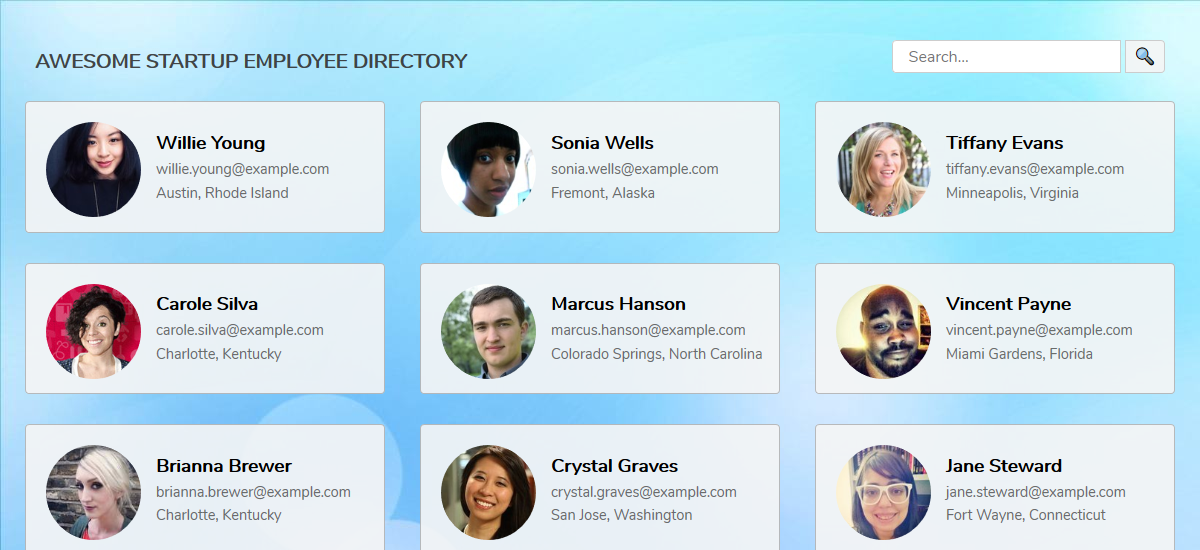 AWESOME STARTUP EMPLOYEE DIRECTORY
Search...
Willie Young
willie.young@example.com
Austin, Rhode Island
Sonia Wells
sonia.wells@example.com
Fremont, Alaska
Tiffany Evans
tiffany.evans@example.com
Minneapolis, Virginia
Carole Silva
carole.silva@example.com
Charlotte, Kentucky
Marcus Hanson
marcus.hanson@example.com
Colorado Springs, North Carolina
Vincent Payne
vincent.payne@example.com
Miami Gardens, Florida
Brianna Brewer
brianna.brewer@example.com
Charlotte, Kentucky
Crystal Graves
crystal.graves@example.com
San Jose, Washington
Jane Steward
jane.steward@example.com
Fort Wayne, Connecticut